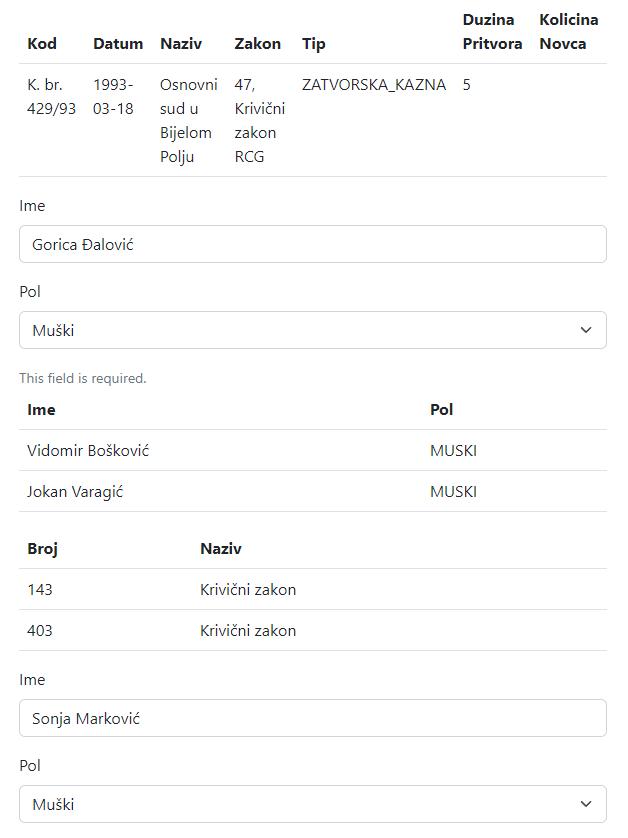 Kod Datum Naziv Zakon Tip Duzina Pritvora Kolicina Novca
K. br. 429/93 1993-03-18 Osnovni sud u Bijelom Polju 47, Krivični zakon RCG ZATVORSKA_KAZNA 5
Ime
Gorica Đalović
Pol
Muški
This field is required.
Ime Pol
Vidomir Bošković MUSKI
Jokan Varagić MUSKI
Broj Naziv
143 Krivični zakon
403 Krivični zakon
Ime
Sonja Marković
Pol
Muški